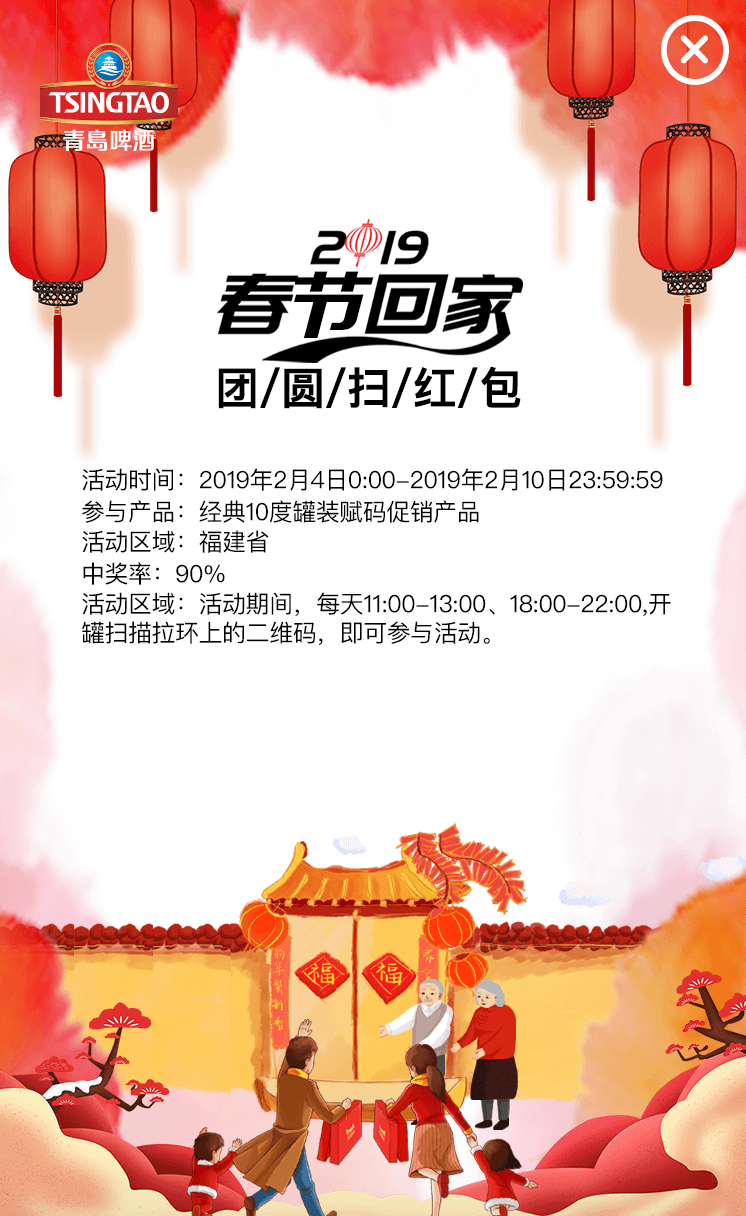 TSINGTAO
青島啤酒
2019
春节回家
团/圆/扫/红/包
活动时间：2019年2月4日0:00-2019年2月10日23:59:59
参与产品：经典10度罐装赋码促销产品
活动区域：福建省
中奖率：90%
活动区域：活动期间，每天11:00-13:00、18:00-22:00,开
罐扫描拉环上的二维码，即可参与活动。
福 福